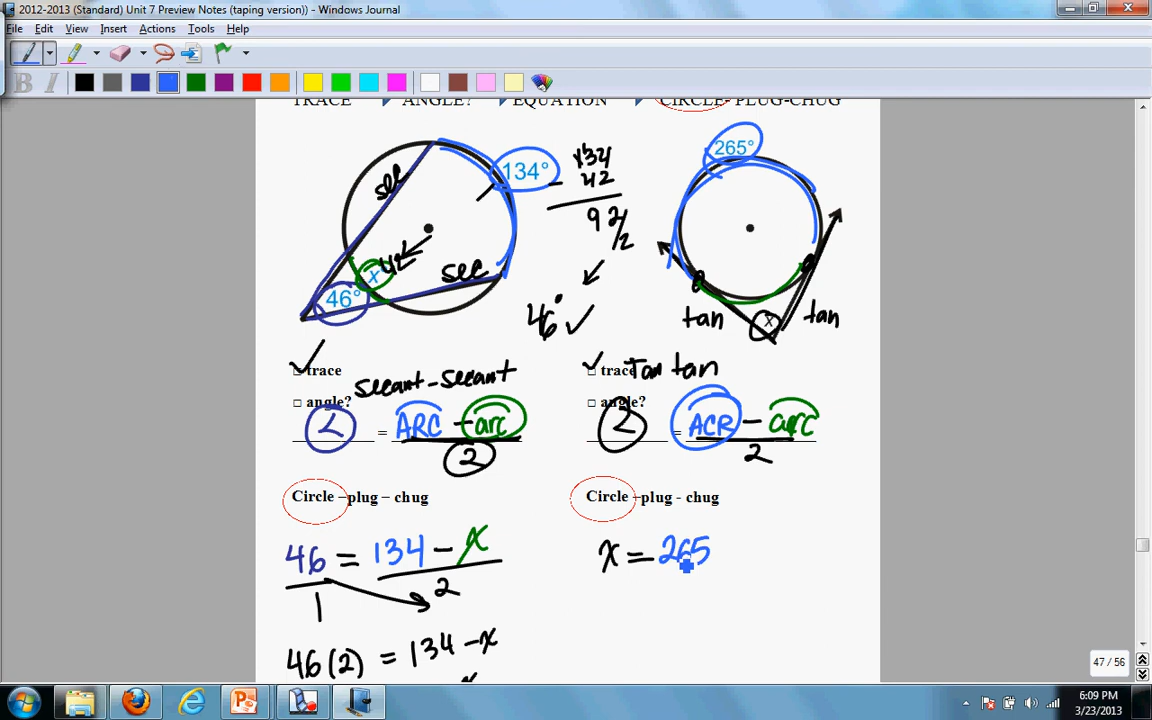 2012-2013 (Standard) Unit 7 Preview Notes (taping version)) - Windows Journal
File Edit View Insert Actions Tools Help
B I
TRACE ANGLE? EQUATION CIRCLE- PLUG-CHUG
134°
sec
x
42
sec
46°
134
- 42
92/2
46° ✓
265°
tan
tan
x
□ trace
secant-secant
□ angle?
∠ = ARC - arc
2
Circle –plug – chug
46 = 134 - x
1 2
46(2) = 134 - x
□ trace
Tan tan
□ angle?
∠ = ACR - arc
2
Circle –plug - chug
x = 265
47 / 56
6:09 PM
3/23/2013